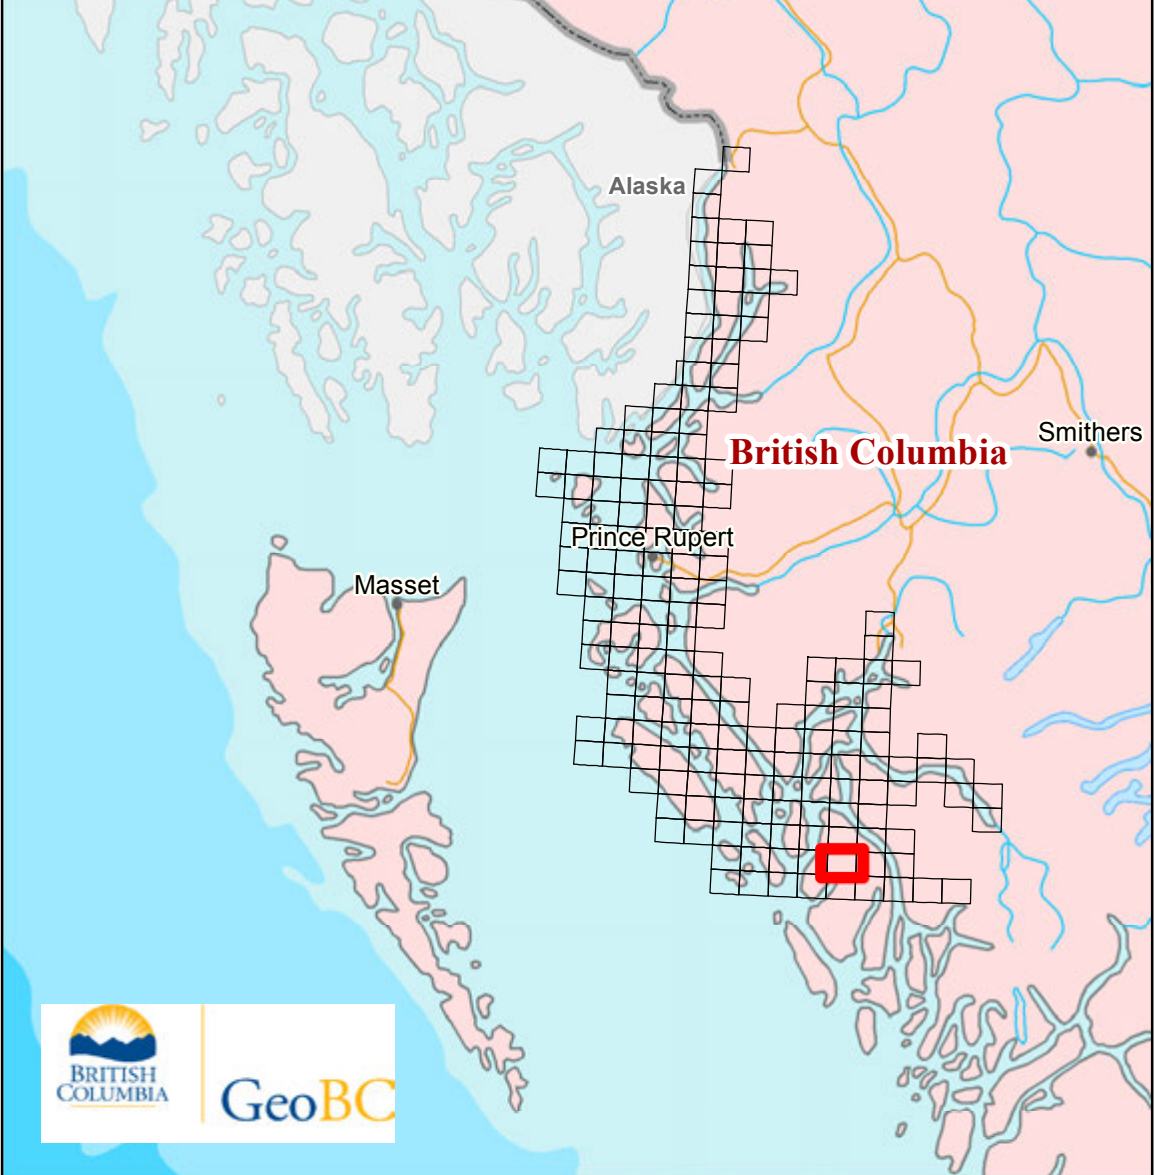 Alaska
Smithers
British Columbia
Prince Rupert
Masset
BRITISH
COLUMBIA
GeoBC